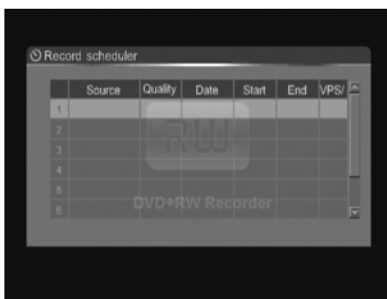 Record scheduler
Source Quality Date Start End VPS/
1
2
RW
3
4
5
DVD+RW Recorder
6